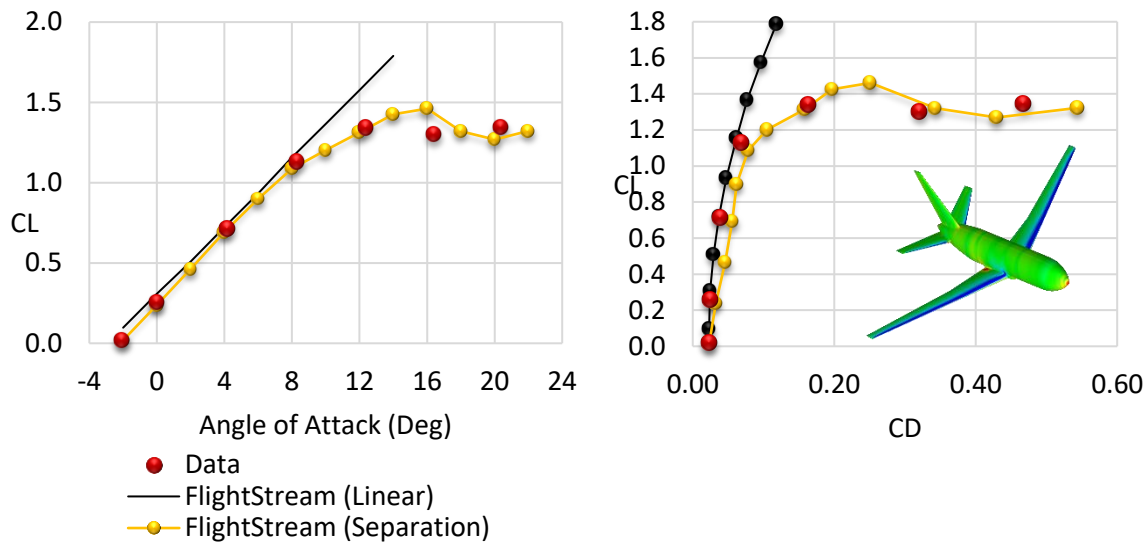 2.0
1.5
1.0
0.5
0.0
CL
-4 0 4 8 12 16 20 24
Angle of Attack (Deg)
Data
FlightStream (Linear)
FlightStream (Separation)
1.8
1.6
1.4
1.2
1.0
0.8
0.6
0.4
0.2
0.0
CL
0.00 0.20 0.40 0.60
CD